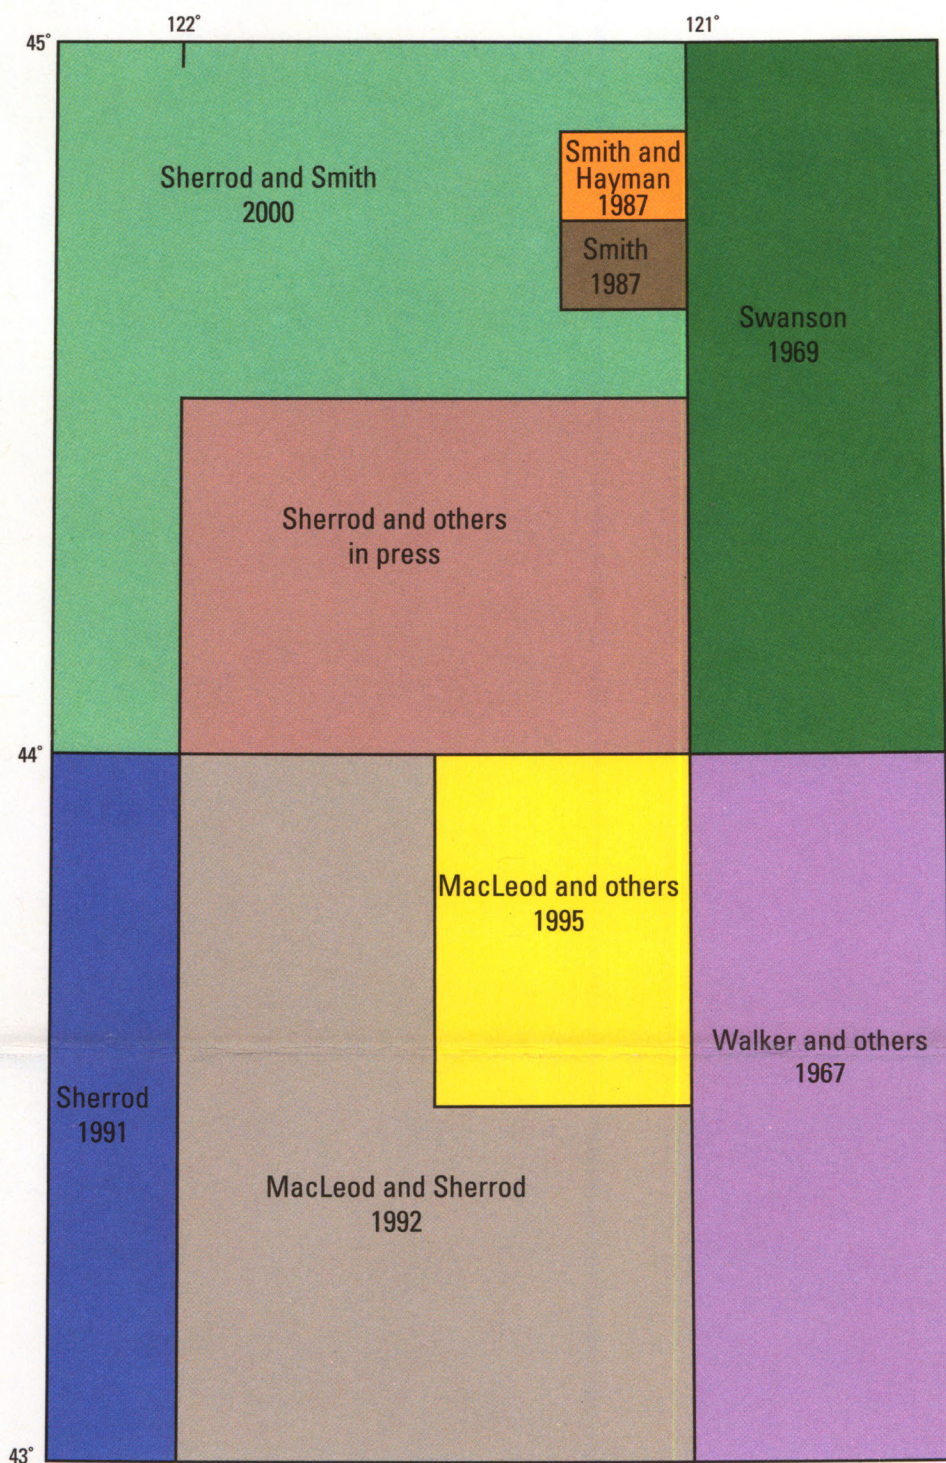 122°
121°
45°
Sherrod and Smith
2000
Smith and
Hayman
1987
Smith
1987
Swanson
1969
Sherrod and others
in press
44°
MacLeod and others
1995
Walker and others
1967
Sherrod
1991
MacLeod and Sherrod
1992
43°